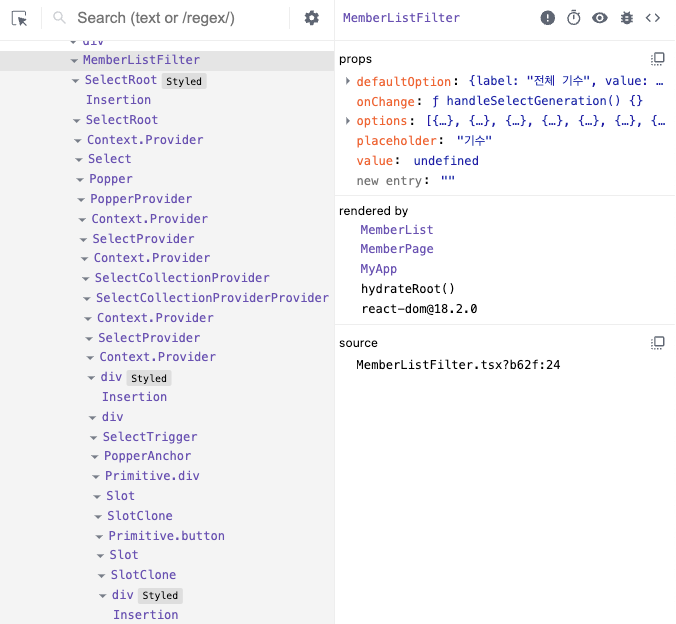 Search (text or /regex/)
div
MemberListFilter
SelectRoot Styled
Insertion
SelectRoot
Context.Provider
Select
Popper
PopperProvider
Context.Provider
SelectProvider
Context.Provider
SelectCollectionProvider
SelectCollectionProviderProvider
Context.Provider
SelectProvider
Context.Provider
div Styled
Insertion
div
SelectTrigger
PopperAnchor
Primitive.div
Slot
SlotClone
Primitive.button
Slot
SlotClone
div Styled
Insertion
MemberListFilter
props
defaultOption: {label: "전체 기수", value: …
onChange: ƒ handleSelectGeneration() {}
options: [{…}, {…}, {…}, {…}, {…}, {…}, {…
placeholder: "기수"
value: undefined
new entry: ""
rendered by
MemberList
MemberPage
MyApp
hydrateRoot()
react-dom@18.2.0
source
MemberListFilter.tsx?b62f:24